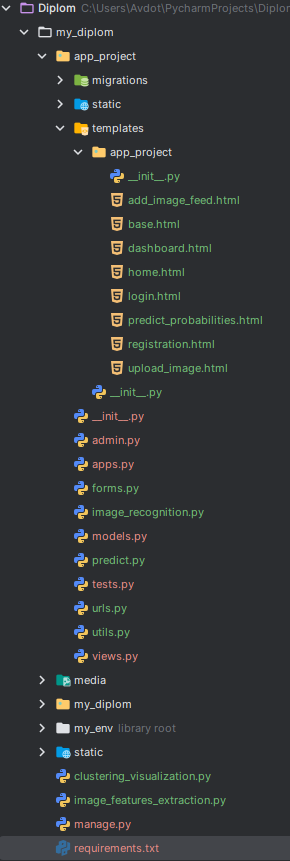 Diplom C:\Users\Avdot\PycharmProjects\Diplom
my_diplom
app_project
migrations
static
templates
app_project
__init__.py
add_image_feed.html
base.html
dashboard.html
home.html
login.html
predict_probabilities.html
registration.html
upload_image.html
__init__.py
__init__.py
admin.py
apps.py
forms.py
image_recognition.py
models.py
predict.py
tests.py
urls.py
utils.py
views.py
media
my_diplom
my_env library root
static
clustering_visualization.py
image_features_extraction.py
manage.py
requirements.txt